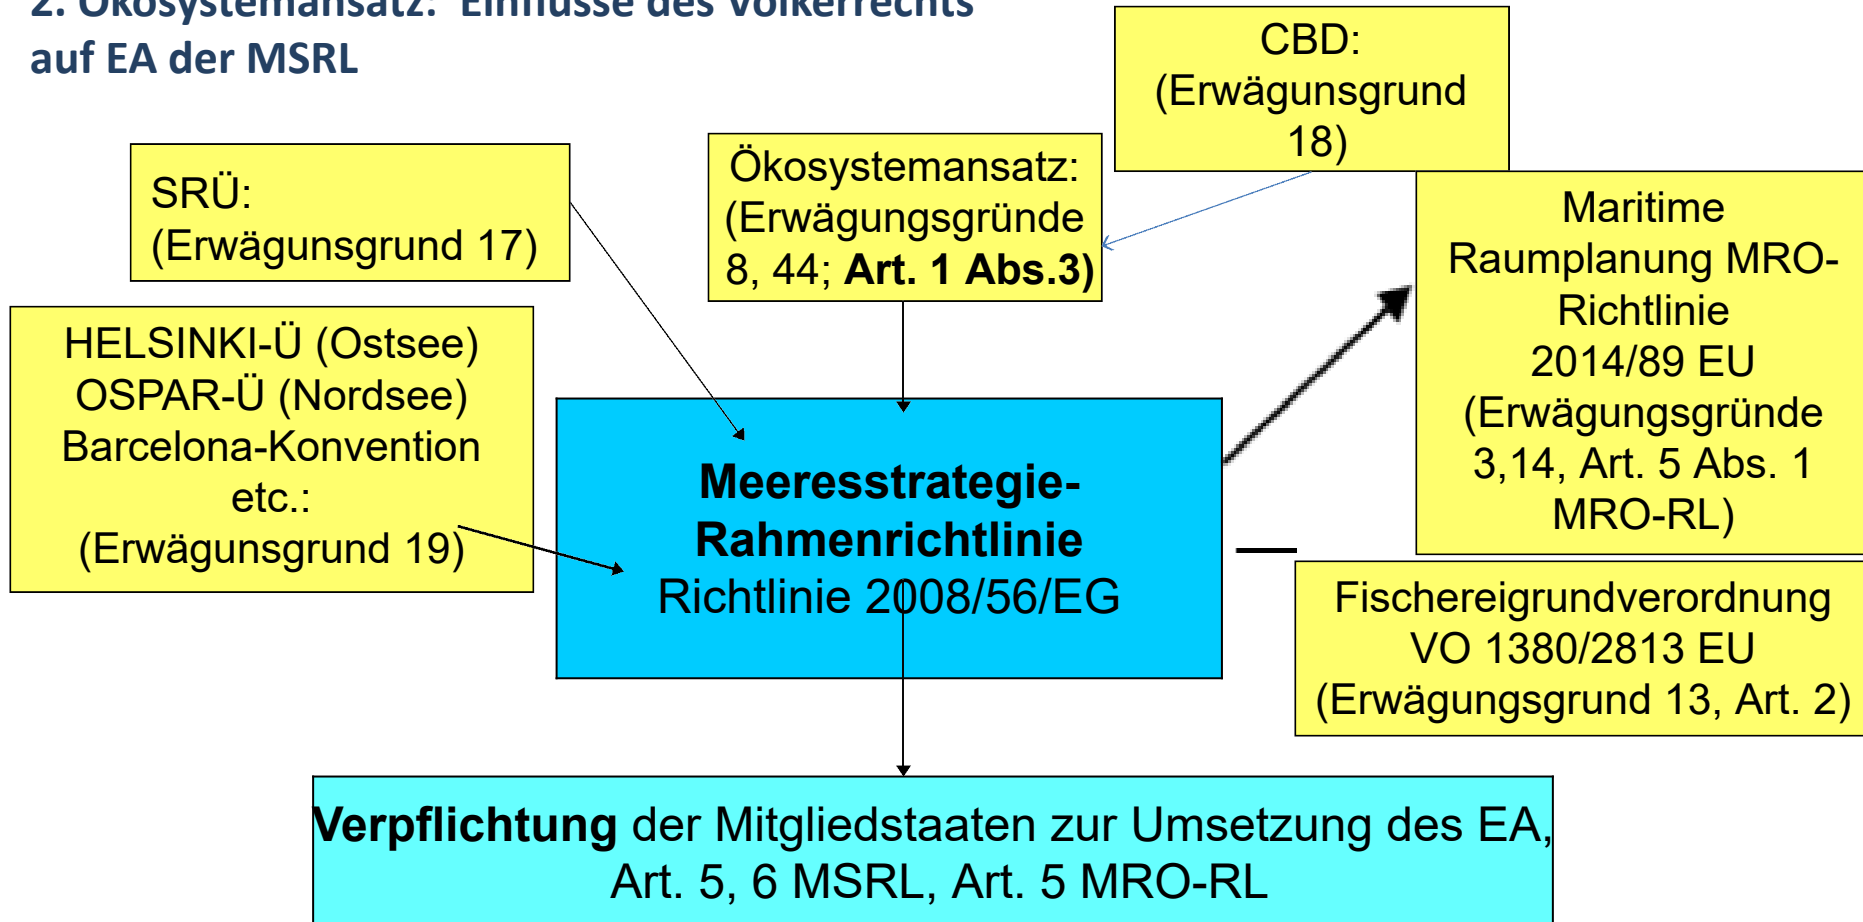 2. Ökosystemansatz: Einflüsse des Völkerrechts
auf EA der MSRL
CBD:
(Erwägunsgrund
18)
SRÜ:
(Erwägunsgrund 17)
Ökosystemansatz:
(Erwägungsgründe
8, 44; Art. 1 Abs.3)
Maritime
Raumplanung MRO-
Richtlinie
2014/89 EU
(Erwägungsgründe
3,14, Art. 5 Abs. 1
MRO-RL)
HELSINKI-Ü (Ostsee)
OSPAR-Ü (Nordsee)
Barcelona-Konvention
etc.:
(Erwägunsgrund 19)
Meeresstrategie-
Rahmenrichtlinie
Richtlinie 2008/56/EG
Fischereigrundverordnung
VO 1380/2813 EU
(Erwägungsgrund 13, Art. 2)
Verpflichtung der Mitgliedstaaten zur Umsetzung des EA,
Art. 5, 6 MSRL, Art. 5 MRO-RL